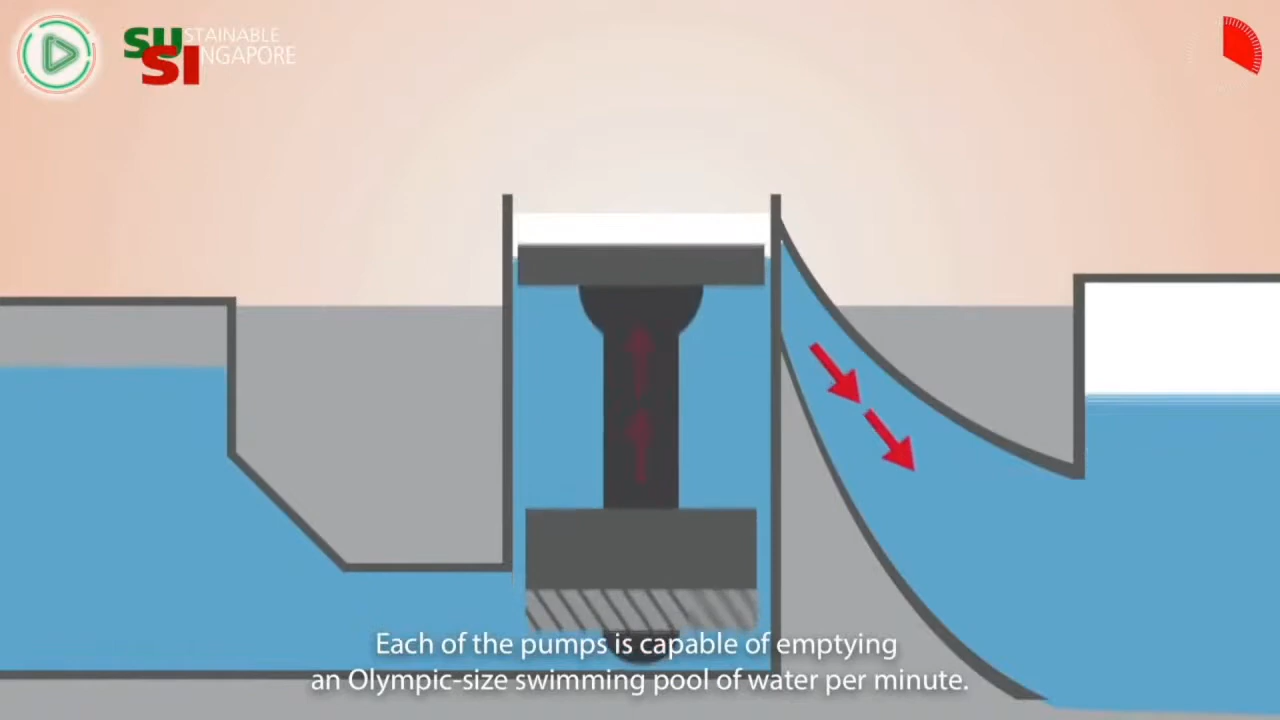 SUSTAINABLE
SINGAPORE
Each of the pumps is capable of emptying
an Olympic-size swimming pool of water per minute.